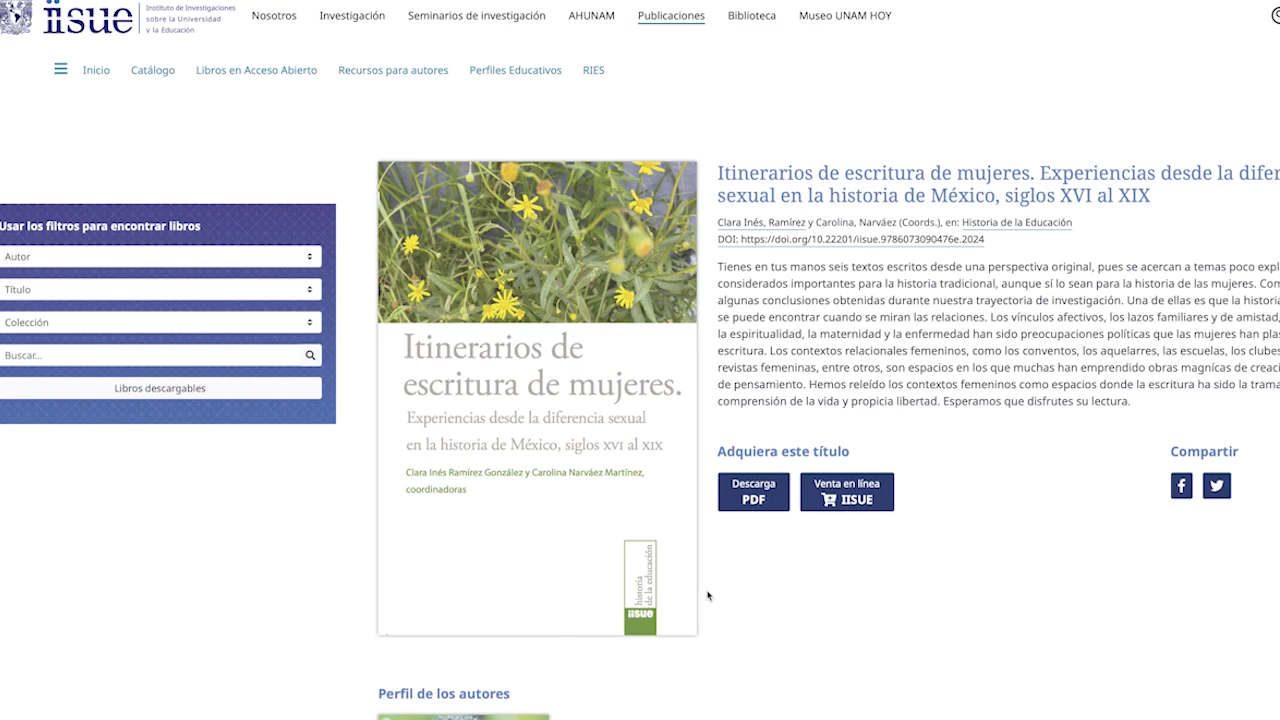 iisue
Instituto de Investigaciones
sobre la Universidad
y la Educación
Nosotros Investigación Seminarios de investigación AHUNAM Publicaciones Biblioteca Museo UNAM HOY
Inicio Catálogo Libros en Acceso Abierto Recursos para autores Perfiles Educativos RIES
Usar los filtros para encontrar libros
Autor
Título
Colección
Buscar...
Libros descargables
Itinerarios de
escritura de mujeres.
Experiencias desde la diferencia sexual
en la historia de México, siglos XVI al XIX
Clara Inés Ramírez González y Carolina Narváez Martínez,
coordinadoras
historia
de la educación
iisue
Itinerarios de escritura de mujeres. Experiencias desde la difer
sexual en la historia de México, siglos XVI al XIX
Clara Inés, Ramírez y Carolina, Narváez (Coords.), en: Historia de la Educación
DOI: https://doi.org/10.22201/iisue.9786073090476e.2024
Tienes en tus manos seis textos escritos desde una perspectiva original, pues se acercan a temas poco expl
considerados importantes para la historia tradicional, aunque sí lo sean para la historia de las mujeres. Com
algunas conclusiones obtenidas durante nuestra trayectoria de investigación. Una de ellas es que la historia
se puede encontrar cuando se miran las relaciones. Los vínculos afectivos, los lazos familiares y de amistad,
la espiritualidad, la maternidad y la enfermedad han sido preocupaciones políticas que las mujeres han plas
escritura. Los contextos relacionales femeninos, como los conventos, los aquelarres, las escuelas, los clubes
revistas femeninas, entre otros, son espacios en los que muchas han emprendido obras magnícas de creaci
de pensamiento. Hemos releído los contextos femeninos como espacios donde la escritura ha sido la trama
comprensión de la vida y propicia libertad. Esperamos que disfrutes su lectura.
Adquiera este título
Compartir
Descarga
PDF
Venta en línea
IISUE
Perfil de los autores